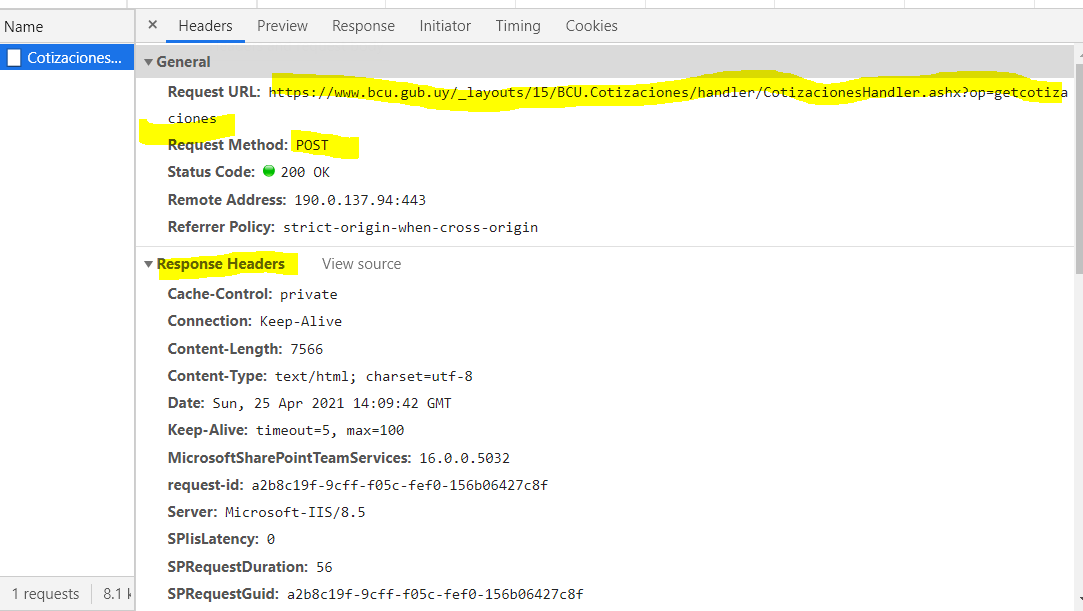 Name
Cotizaciones...
× Headers Preview Response Initiator Timing Cookies
▼ General
Request URL: https://www.bcu.gub.uy/_layouts/15/BCU.Cotizaciones/handler/CotizacionesHandler.ashx?op=getcotiza
ciones
Request Method: POST
Status Code: 200 OK
Remote Address: 190.0.137.94:443
Referrer Policy: strict-origin-when-cross-origin
▼ Response Headers View source
Cache-Control: private
Connection: Keep-Alive
Content-Length: 7566
Content-Type: text/html; charset=utf-8
Date: Sun, 25 Apr 2021 14:09:42 GMT
Keep-Alive: timeout=5, max=100
MicrosoftSharePointTeamServices: 16.0.0.5032
request-id: a2b8c19f-9cff-f05c-fef0-156b06427c8f
Server: Microsoft-IIS/8.5
SPIisLatency: 0
SPRequestDuration: 56
SPRequestGuid: a2b8c19f-9cff-f05c-fef0-156b06427c8f
1 requests 8.1